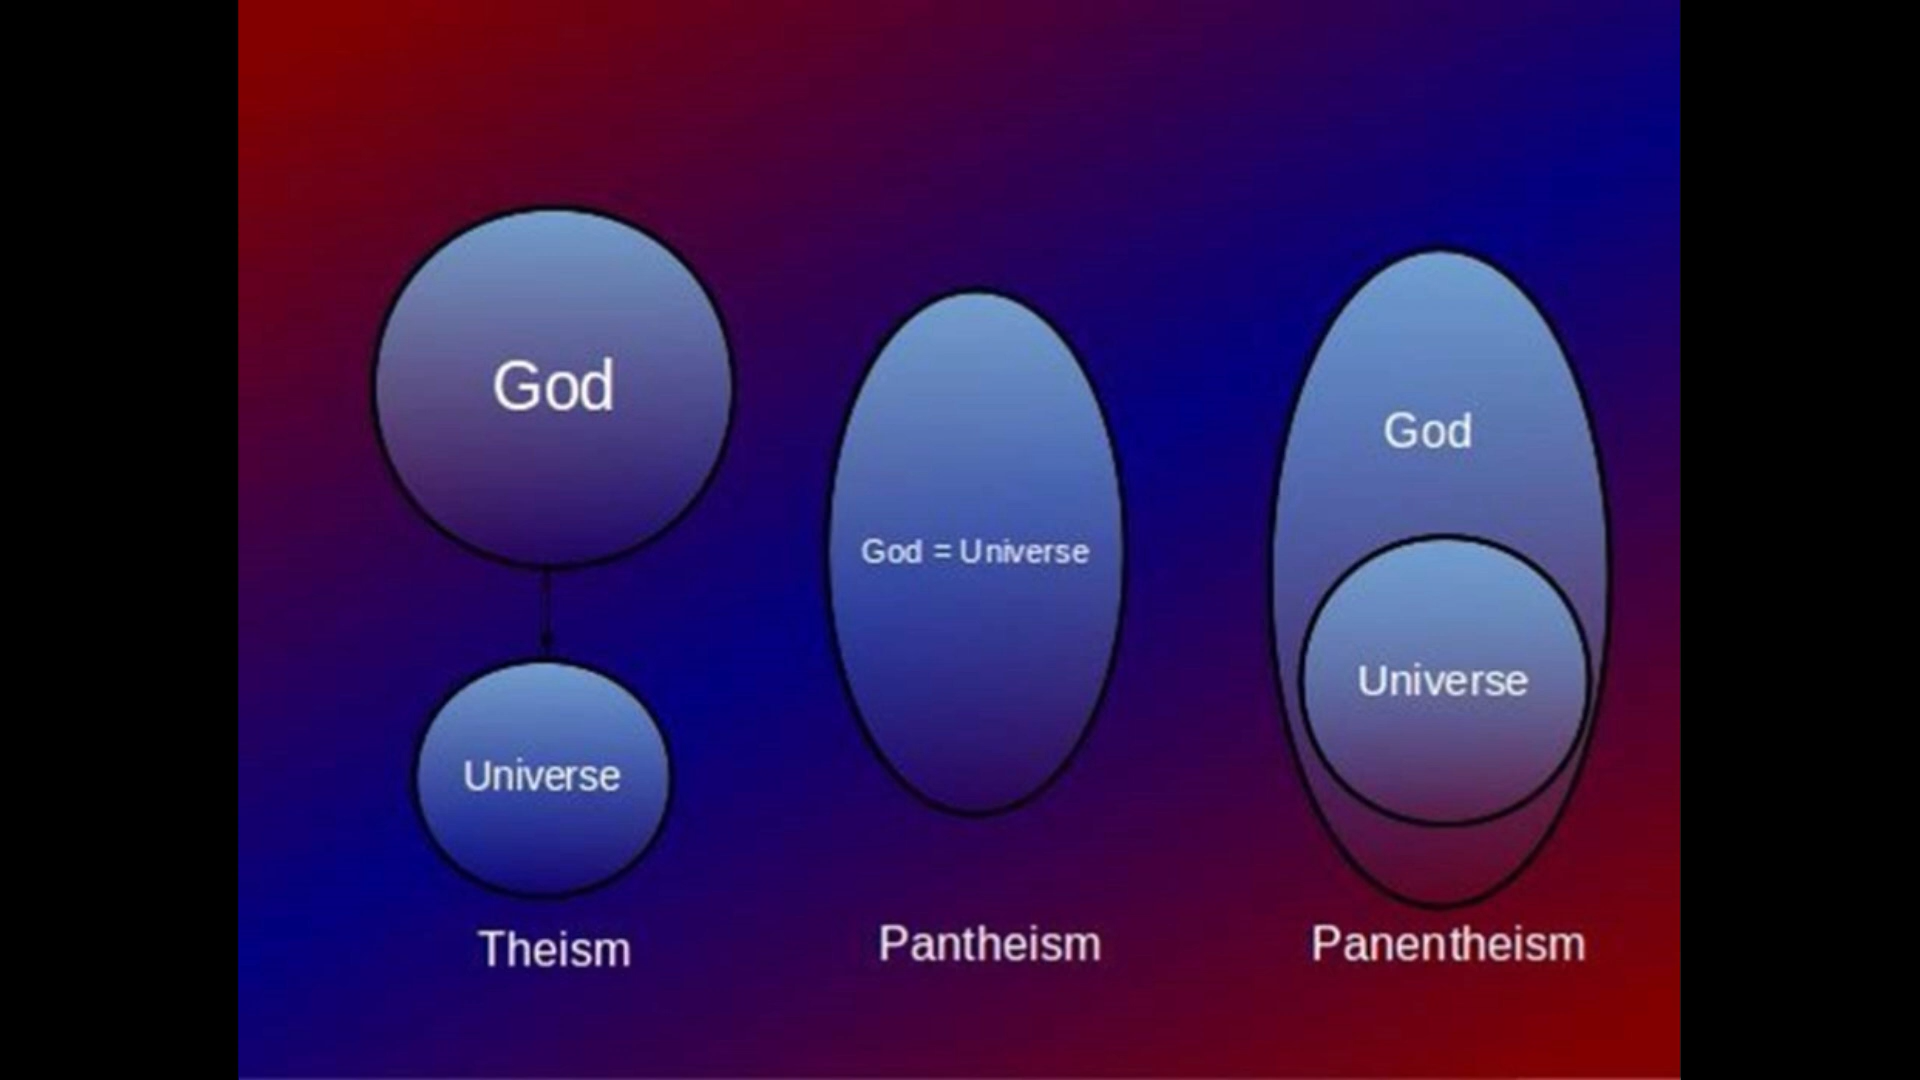 God
Universe
Theism
God = Universe
Pantheism
God
Universe
Panentheism